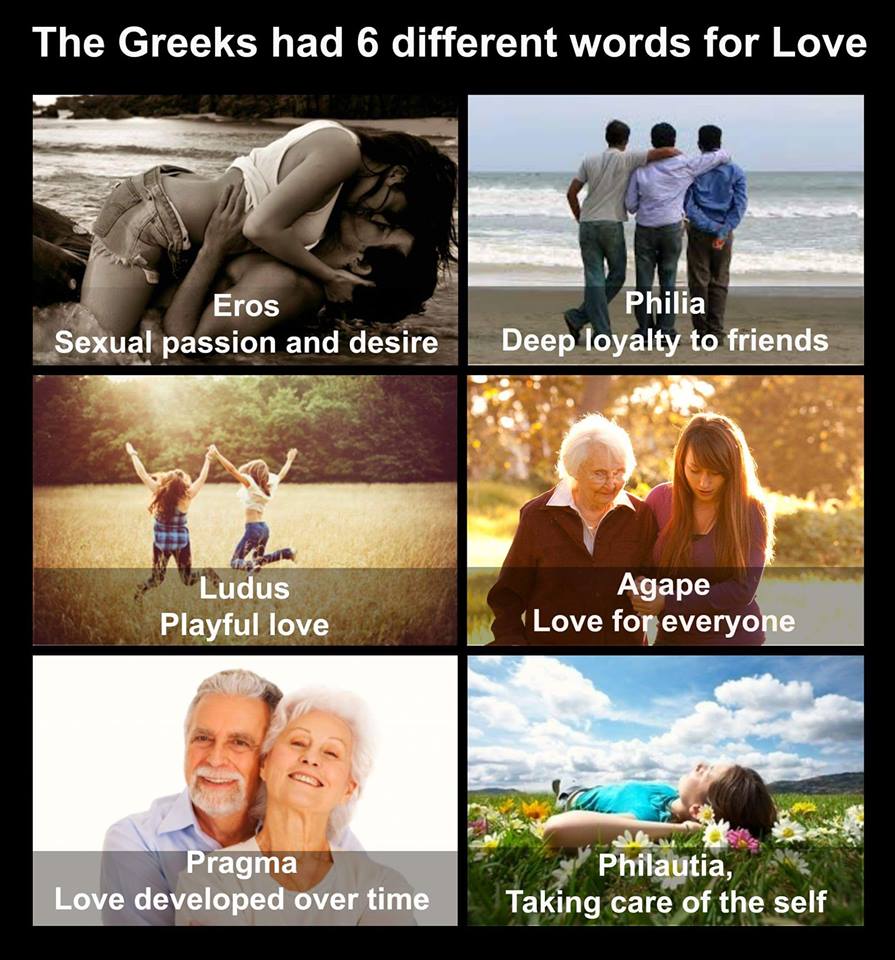 The Greeks had 6 different words for Love
Eros
Sexual passion and desire
Philia
Deep loyalty to friends
Ludus
Playful love
Agape
Love for everyone
Pragma
Love developed over time
Philautia,
Taking care of the self